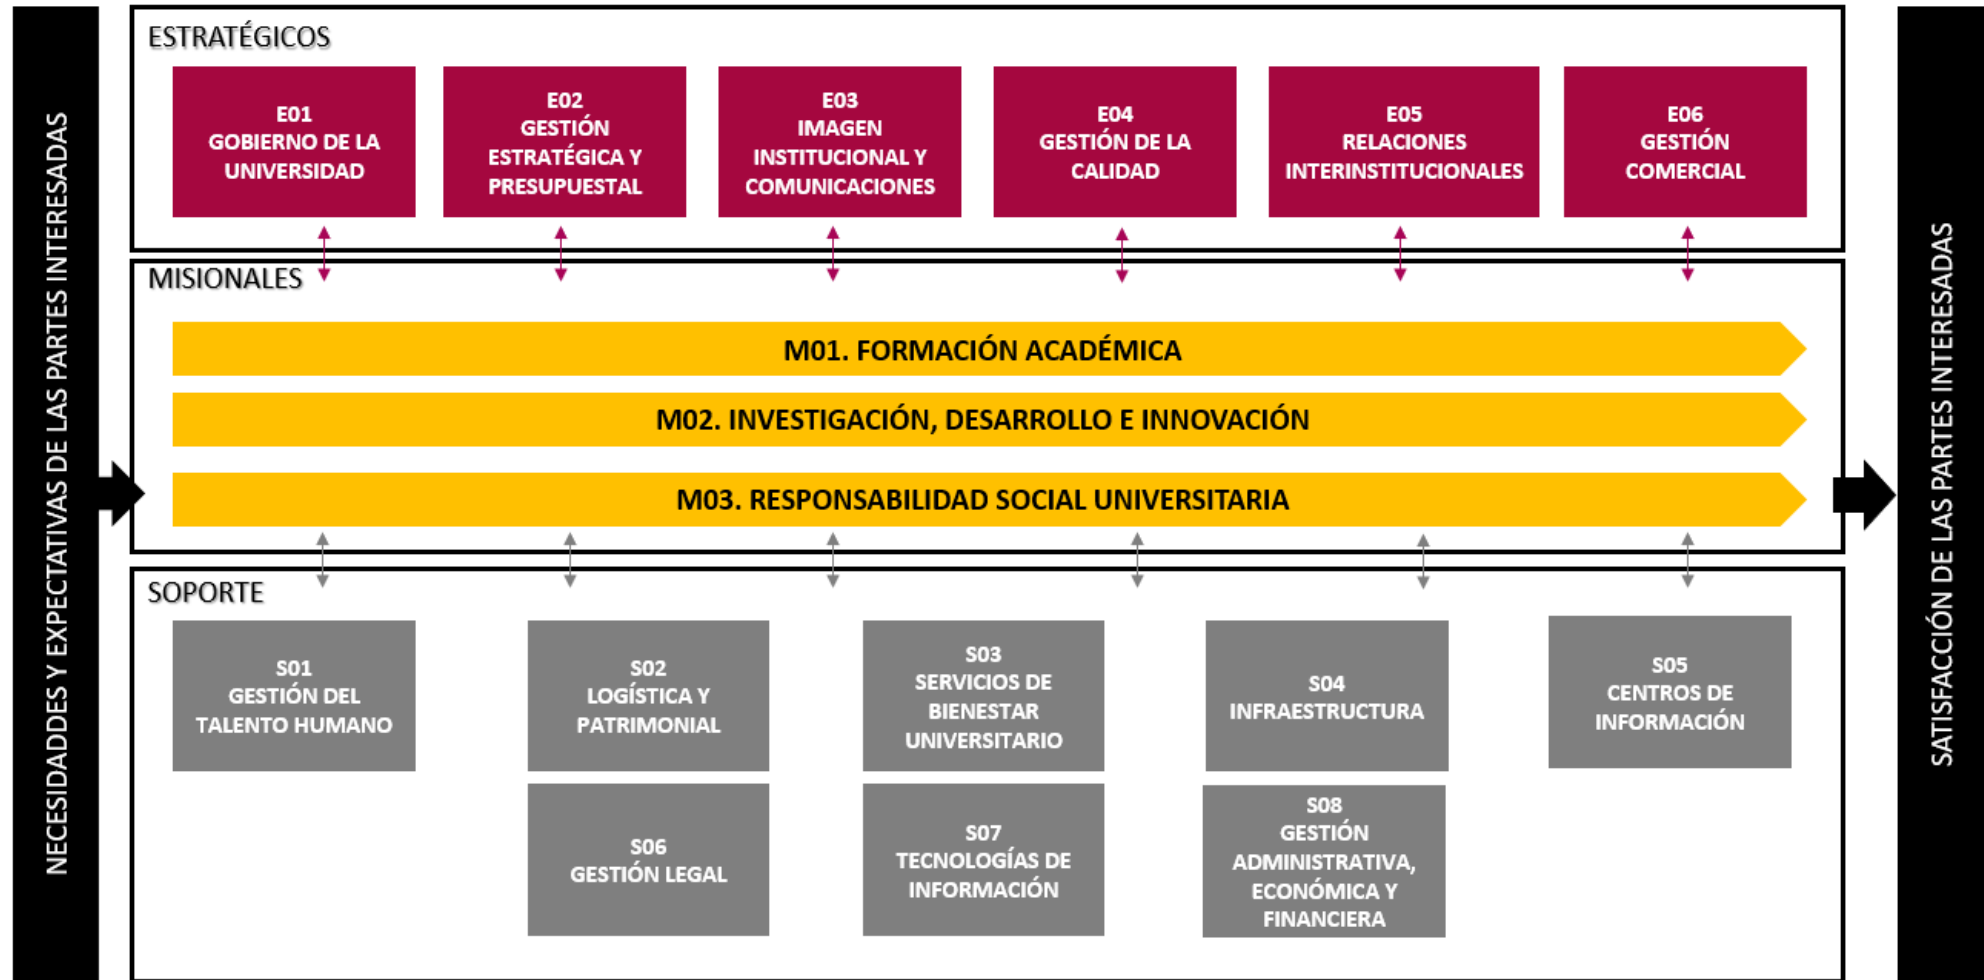 NECESIDADDES Y EXPECTATIVAS DE LAS PARTES INTERESADAS
ESTRATÉGICOS
E01
GOBIERNO DE LA
UNIVERSIDAD
E02
GESTIÓN
ESTRATÉGICA Y
PRESUPUESTAL
E03
IMAGEN
INSTITUCIONAL Y
COMUNICACIONES
E04
GESTIÓN DE LA
CALIDAD
E05
RELACIONES
INTERINSTITUCIONALES
E06
GESTIÓN
COMERCIAL
MISIONALES
M01. FORMACIÓN ACADÉMICA
M02. INVESTIGACIÓN, DESARROLLO E INNOVACIÓN
M03. RESPONSABILIDAD SOCIAL UNIVERSITARIA
SOPORTE
S01
GESTIÓN DEL
TALENTO HUMANO
S02
LOGÍSTICA Y
PATRIMONIAL
S03
SERVICIOS DE
BIENESTAR
UNIVERSITARIO
S04
INFRAESTRUCTURA
S05
CENTROS DE
INFORMACIÓN
S06
GESTIÓN LEGAL
S07
TECNOLOGÍAS DE
INFORMACIÓN
S08
GESTIÓN
ADMINISTRATIVA,
ECONÓMICA Y
FINANCIERA
SATISFACCIÓN DE LAS PARTES INTERESADAS